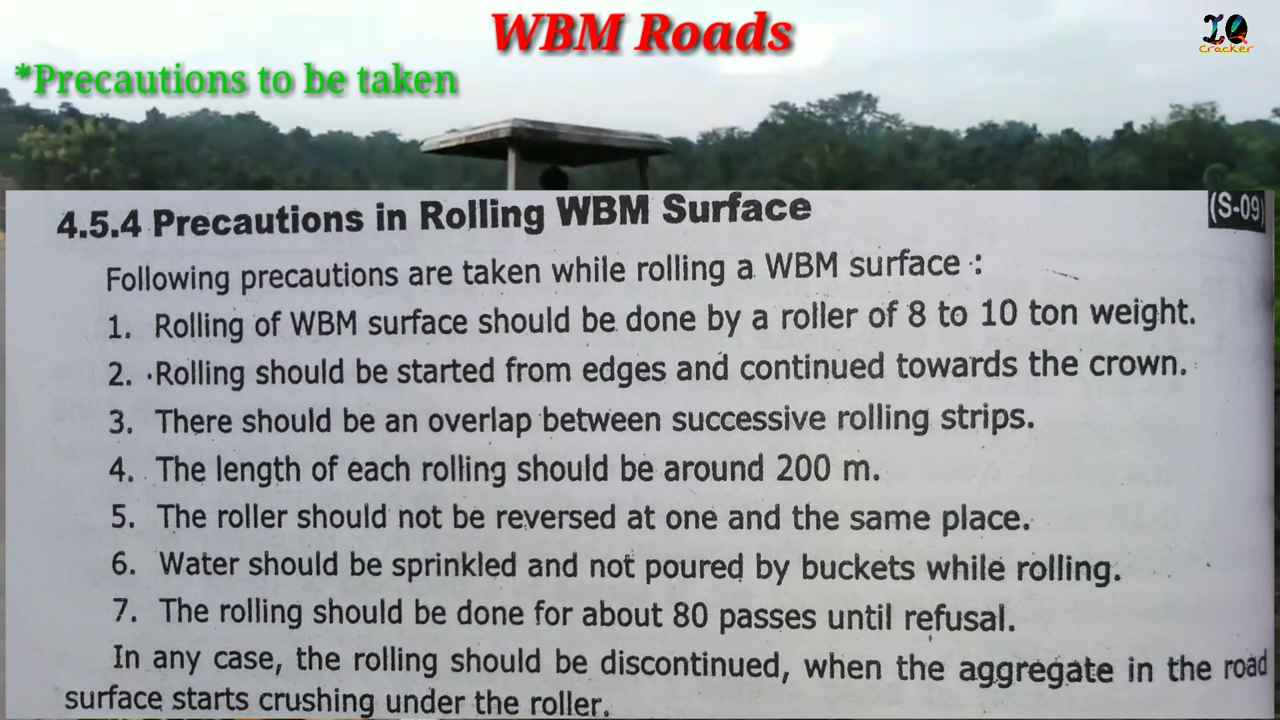 WBM Roads
IQ
cracker
*Precautions to be taken
4.5.4 Precautions in Rolling WBM Surface
(S-09)
Following precautions are taken while rolling a WBM surface :
1. Rolling of WBM surface should be done by a roller of 8 to 10 ton weight.
2. Rolling should be started from edges and continued towards the crown.
3. There should be an overlap between successive rolling strips.
4. The length of each rolling should be around 200 m.
5. The roller should not be reversed at one and the same place.
6. Water should be sprinkled and not poured by buckets while rolling.
7. The rolling should be done for about 80 passes until refusal.
In any case, the rolling should be discontinued, when the aggregate in the road
surface starts crushing under the roller.